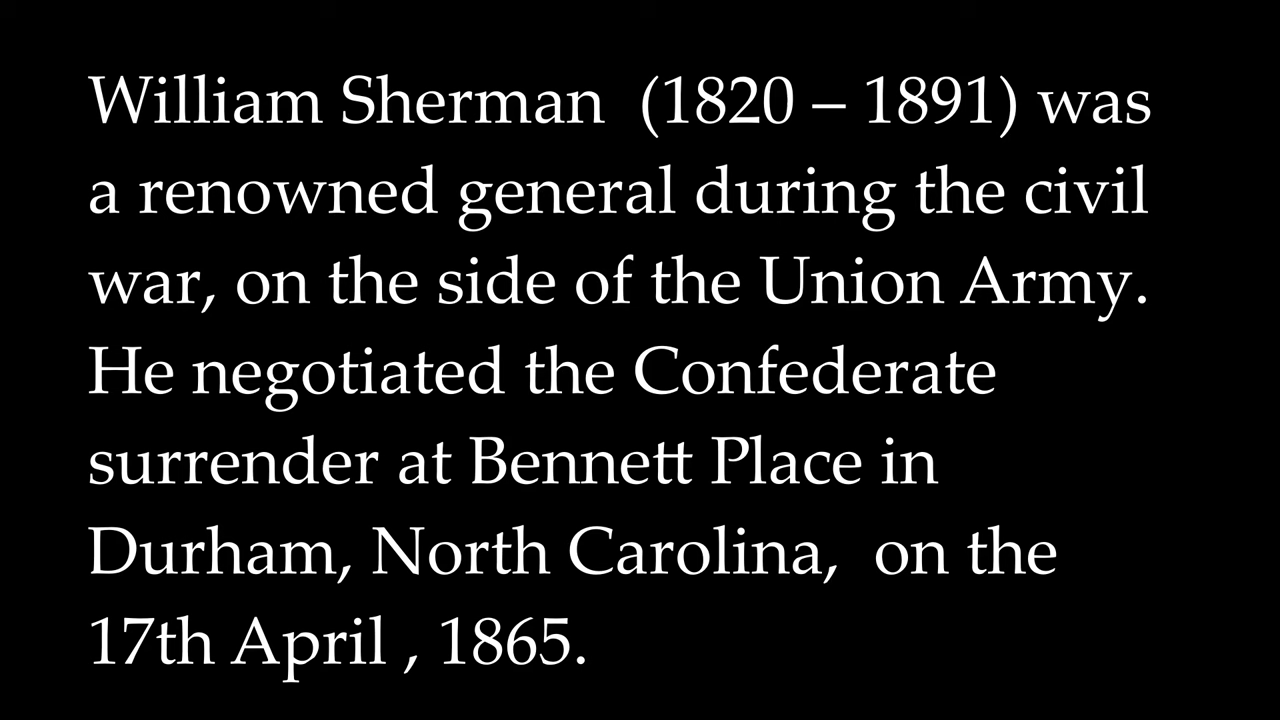 William Sherman  (1820 – 1891) was
a renowned general during the civil
war, on the side of the Union Army.
He negotiated the Confederate
surrender at Bennett Place in
Durham, North Carolina,  on the
17th April , 1865.